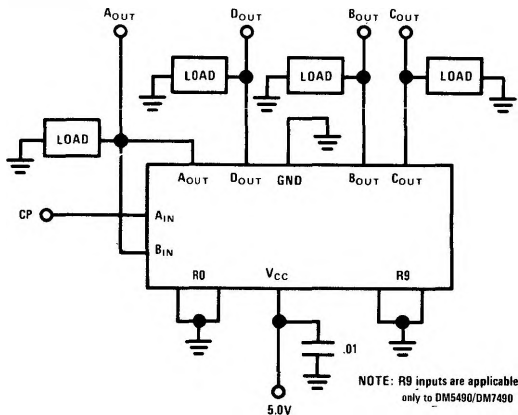 AOUT DOUT BOUT COUT
LOAD LOAD LOAD
LOAD
AOUT DOUT GND BOUT COUT
CP AIN
BIN
R0 VCC R9
.01
NOTE: R9 inputs are applicable
only to DM5490/DM7490
5.0V